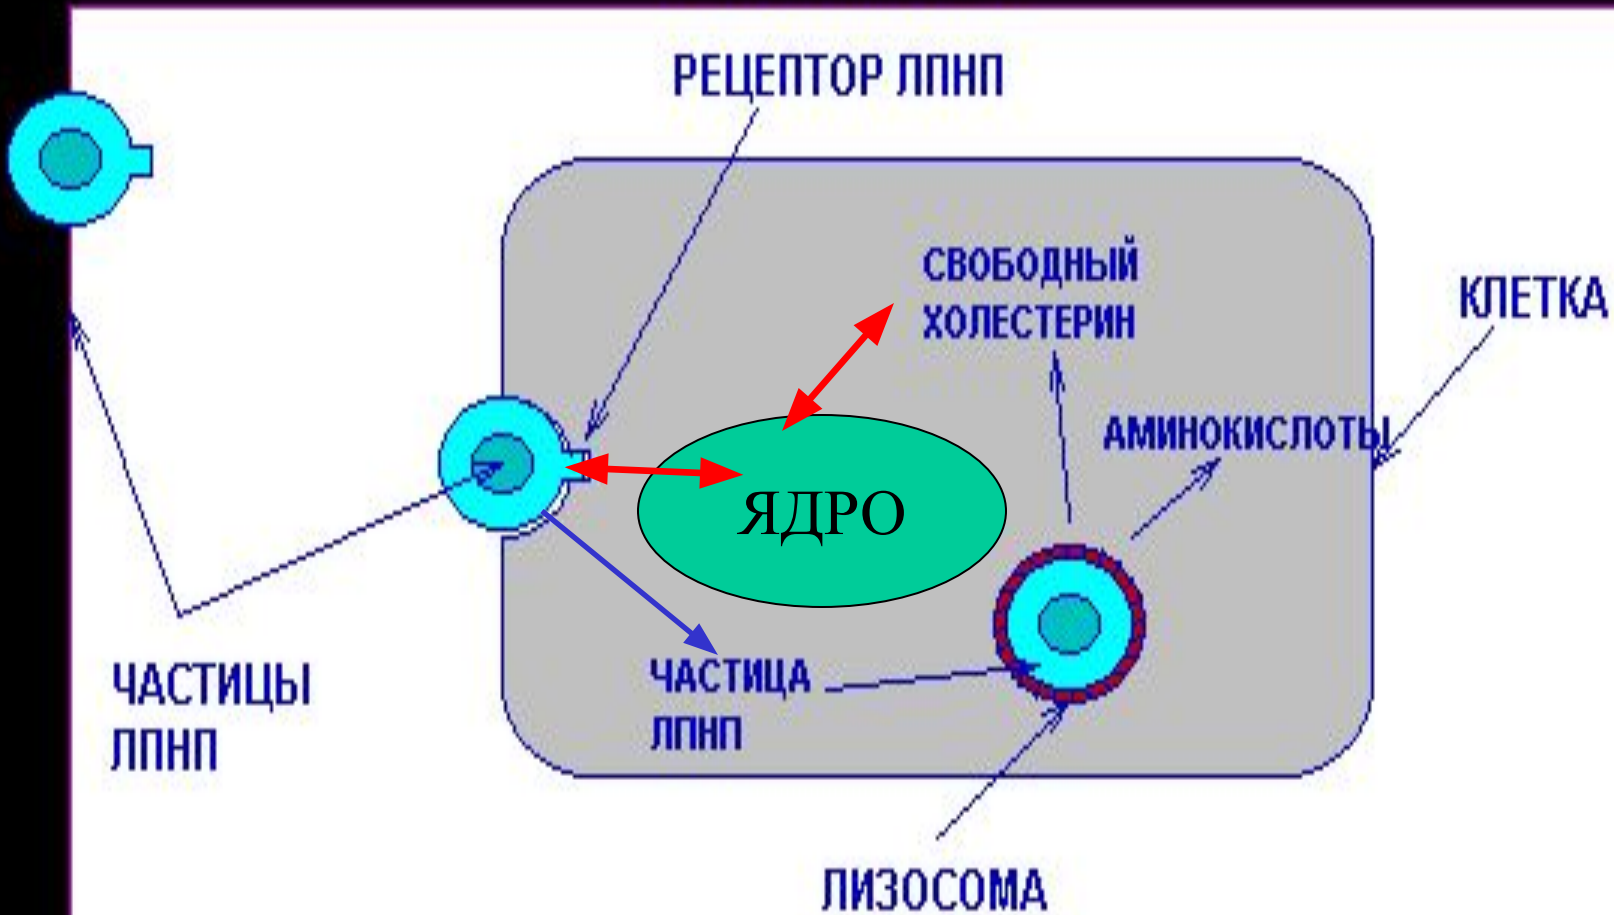 РЕЦЕПТОР ЛПНП
СВОБОДНЫЙ
ХОЛЕСТЕРИН
КЛЕТКА
АМИНОКИСЛОТЫ
ЯДРО
ЧАСТИЦЫ
ЛПНП
ЧАСТИЦА
ЛПНП
ЛИЗОСОМА